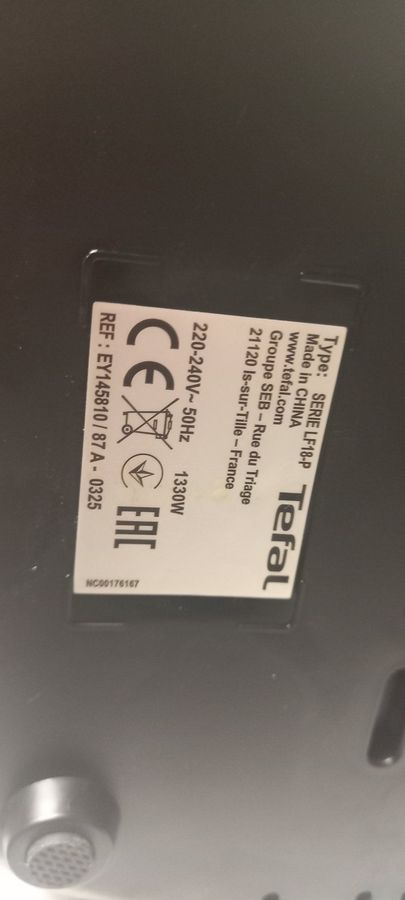 Type: SERIE LF18-P
Made in CHINA
www.tefal.com
Groupe SEB – Rue du Triage
21120 Is-sur-Tille – France
Tefal
220-240V~ 50Hz 1330W
CE
EAC
REF : EY145810 / 87 A - 0325
NC00176167